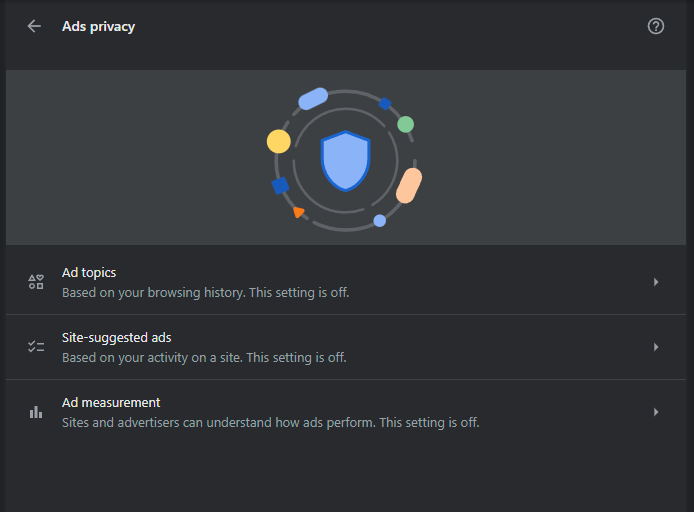 Ads privacy
Ad topics
Based on your browsing history. This setting is off.
Site-suggested ads
Based on your activity on a site. This setting is off.
Ad measurement
Sites and advertisers can understand how ads perform. This setting is off.